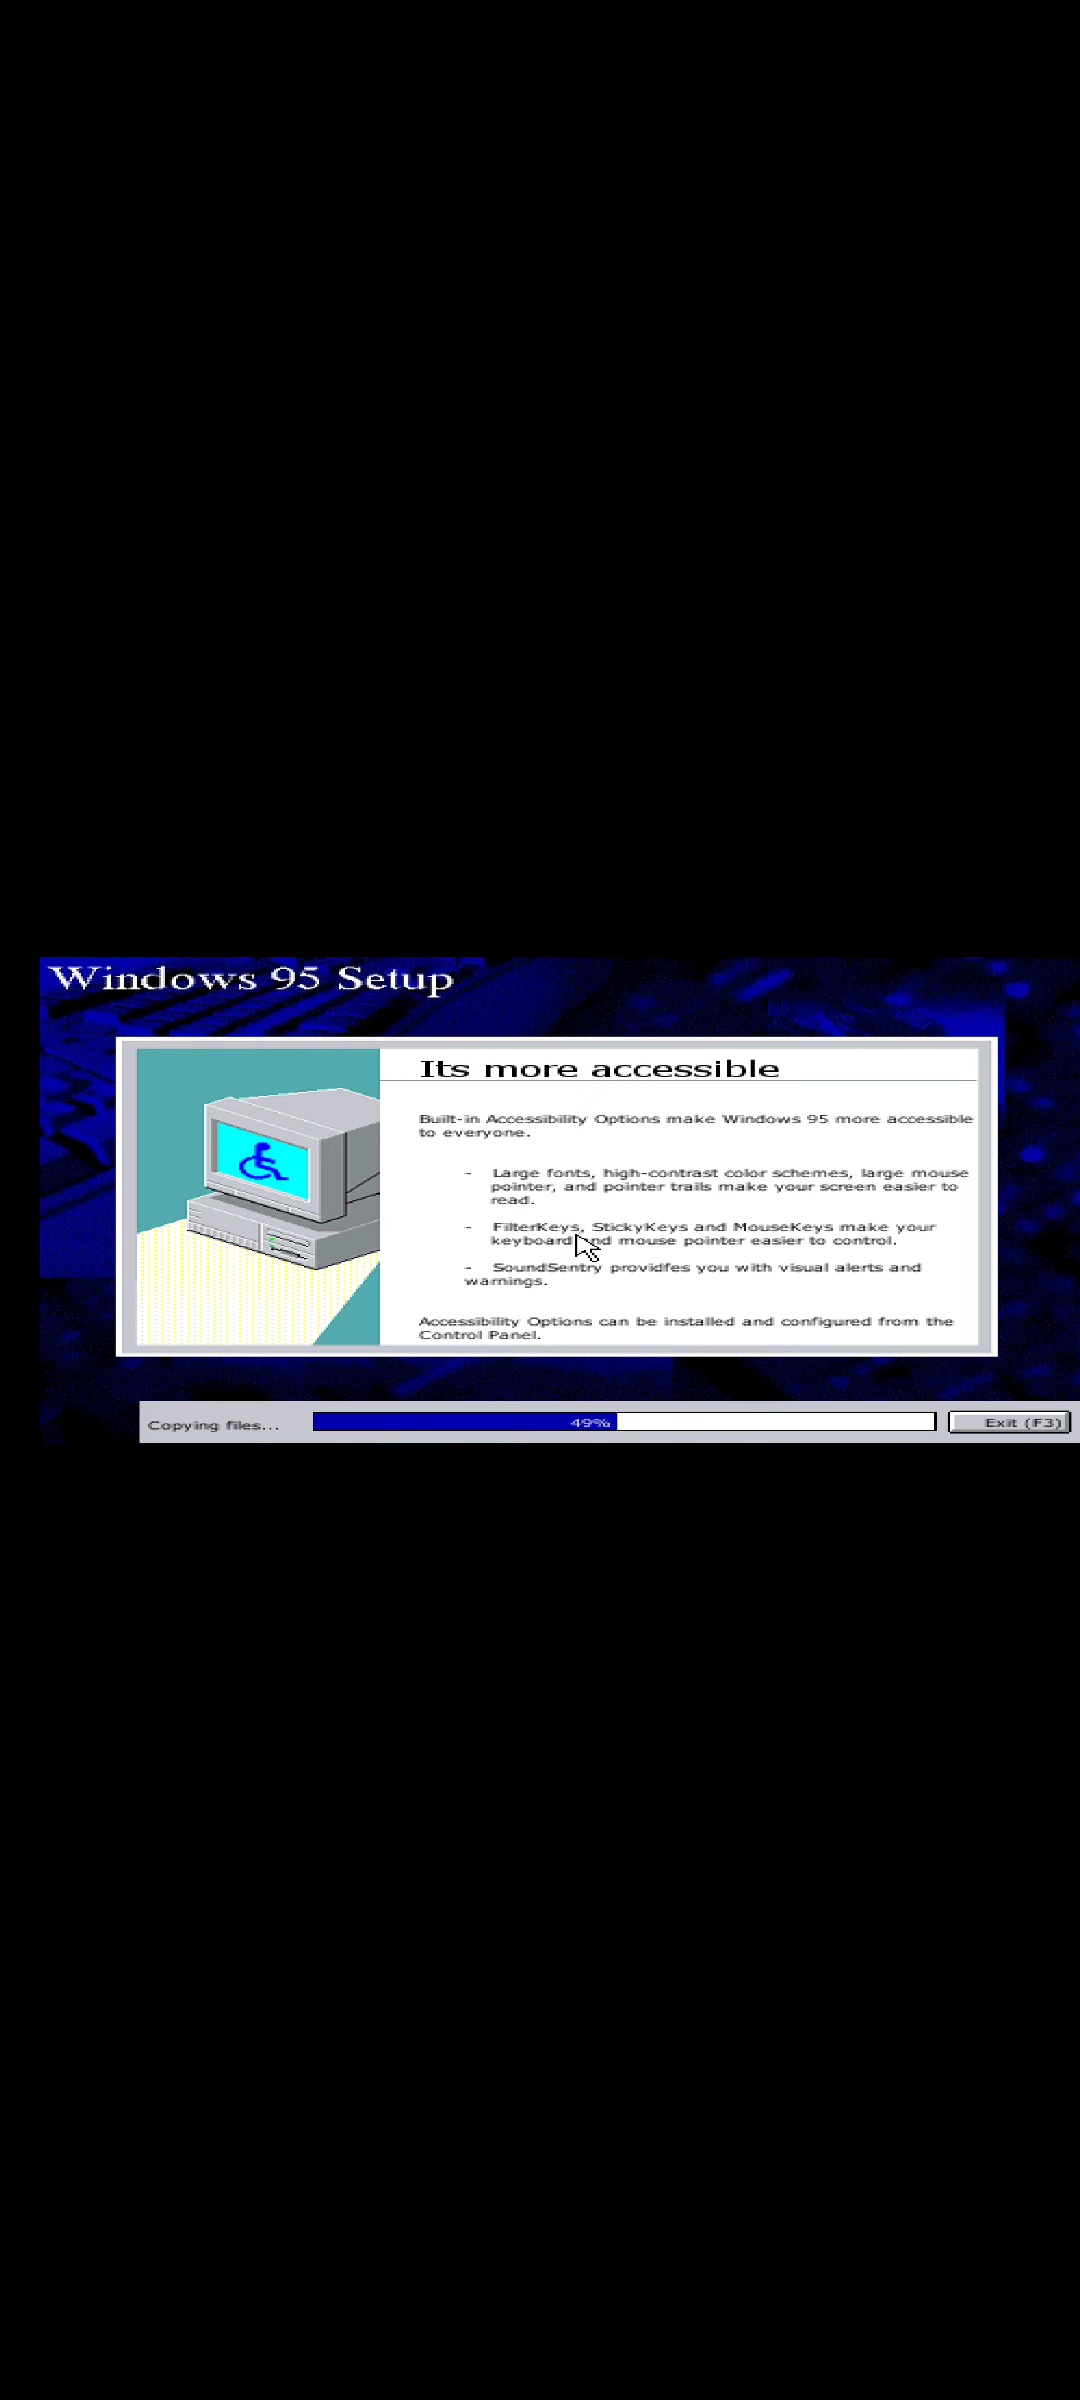 Windows 95 Setup
Its more accessible
Built-in Accessibility Options make Windows 95 more accessible
to everyone.
- Large fonts, high-contrast color schemes, large mouse
pointer, and pointer trails make your screen easier to
read.
- FilterKeys, StickyKeys and MouseKeys make your
keyboard and mouse pointer easier to control.
- SoundSentry providfes you with visual alerts and
warnings.
Accessibility Options can be installed and configured from the
Control Panel.
Copying files... 49% Exit (F3)